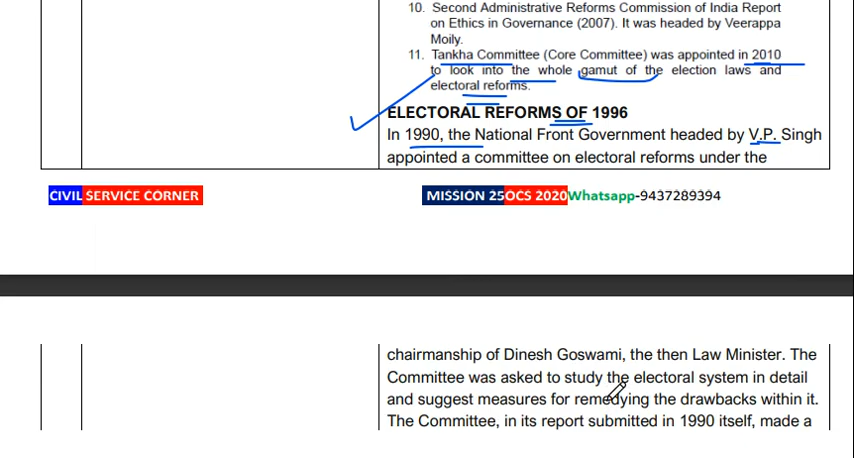 10. Second Administrative Reforms Commission of India Report
on Ethics in Governance (2007). It was headed by Veerappa
Moily.
11. Tankha Committee (Core Committee) was appointed in 2010
to look into the whole gamut of the election laws and
electoral reforms.
ELECTORAL REFORMS OF 1996
In 1990, the National Front Government headed by V.P. Singh
appointed a committee on electoral reforms under the
CIVIL SERVICE CORNER
MISSION 25OCS 2020Whatsapp-9437289394
chairmanship of Dinesh Goswami, the then Law Minister. The
Committee was asked to study the electoral system in detail
and suggest measures for remedying the drawbacks within it.
The Committee, in its report submitted in 1990 itself, made a